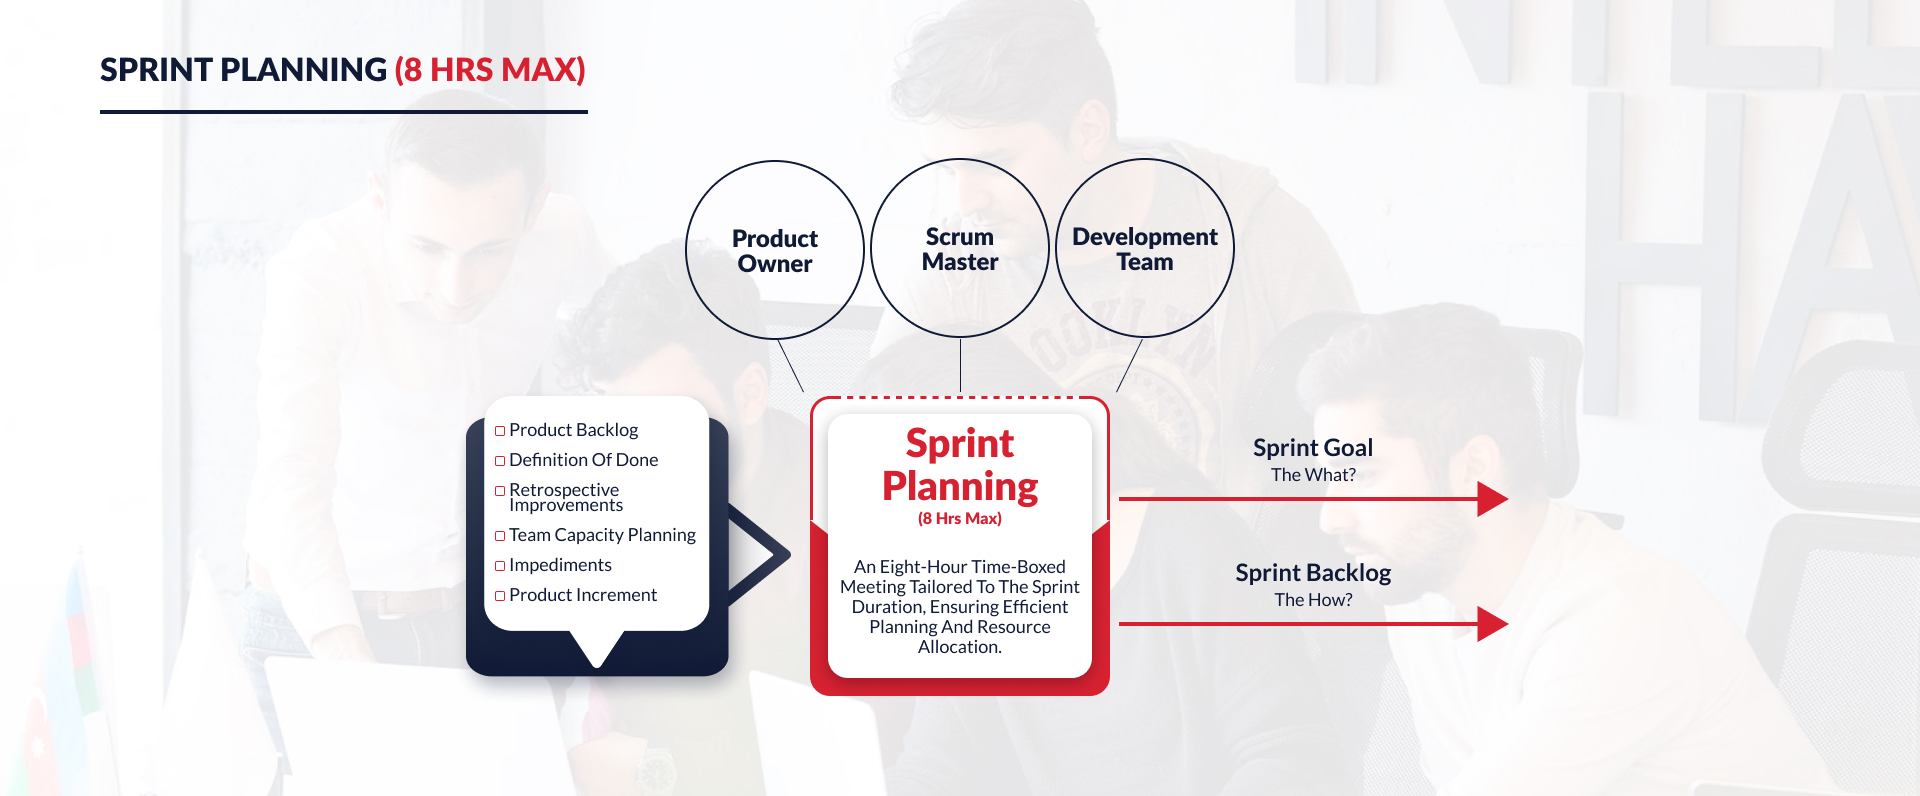 SPRINT PLANNING (8 HRS MAX)
Product
Owner
Scrum
Master
Development
Team
Product Backlog
Definition Of Done
Retrospective
Improvements
Team Capacity Planning
Impediments
Product Increment
Sprint
Planning
(8 Hrs Max)
An Eight-Hour Time-Boxed
Meeting Tailored To The Sprint
Duration, Ensuring Efficient
Planning And Resource
Allocation.
Sprint Goal
The What?
Sprint Backlog
The How?